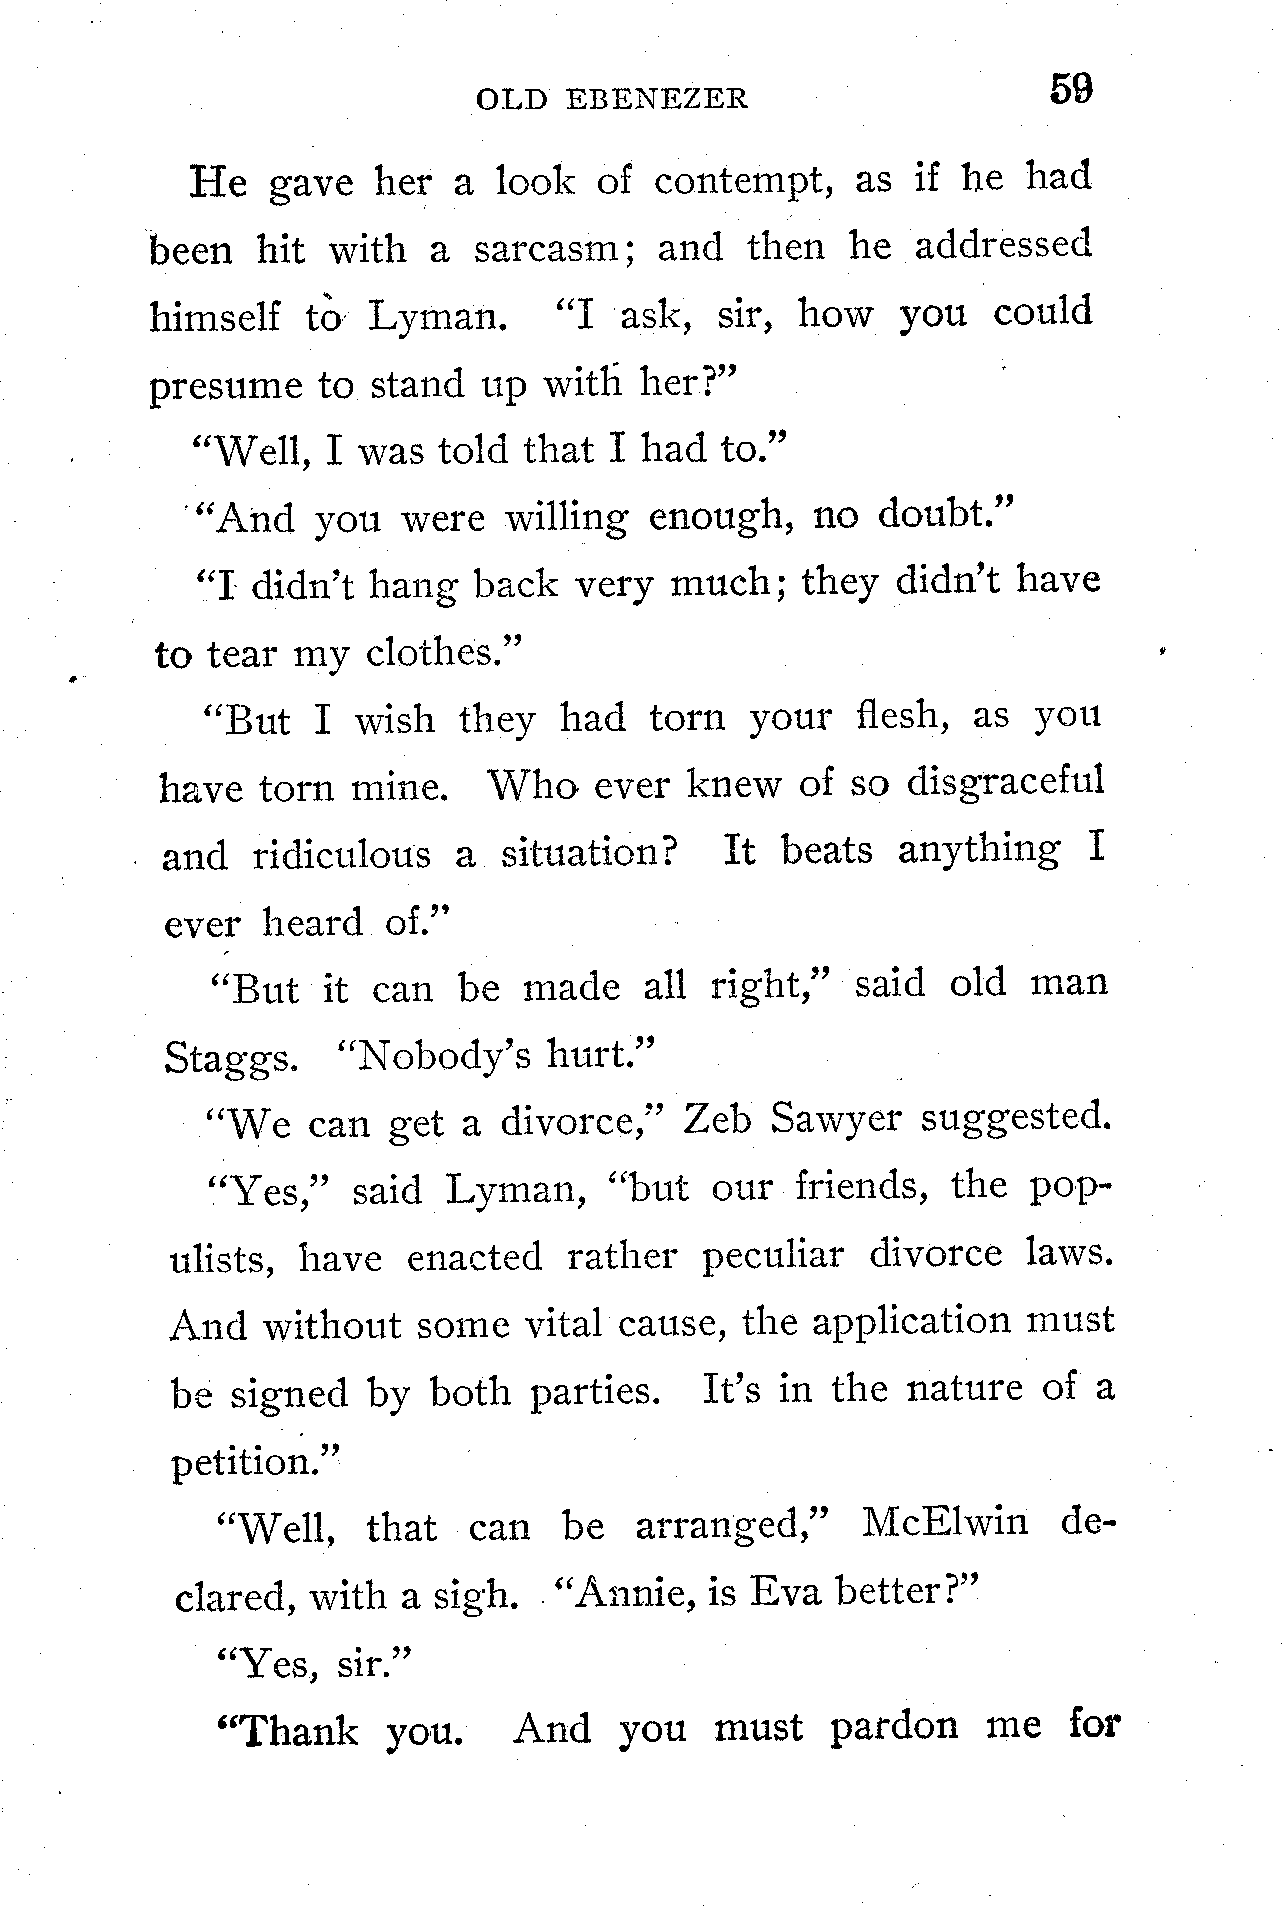 OLD EBENEZER 59
He gave her a look of contempt, as if he had
been hit with a sarcasm; and then he addressed
himself to Lyman. “I ask, sir, how you could
presume to stand up with her?”
“Well, I was told that I had to.”
“And you were willing enough, no doubt.”
“I didn’t hang back very much; they didn’t have
to tear my clothes.”
“But I wish they had torn your flesh, as you
have torn mine. Who ever knew of so disgraceful
and ridiculous a situation? It beats anything I
ever heard of.”
“But it can be made all right,” said old man
Staggs. “Nobody’s hurt.”
“We can get a divorce,” Zeb Sawyer suggested.
“Yes,” said Lyman, “but our friends, the pop-
ulists, have enacted rather peculiar divorce laws.
And without some vital cause, the application must
be signed by both parties. It’s in the nature of a
petition.”
“Well, that can be arranged,” McElwin de-
clared, with a sigh. “Annie, is Eva better?”
“Yes, sir.”
“Thank you. And you must pardon me for